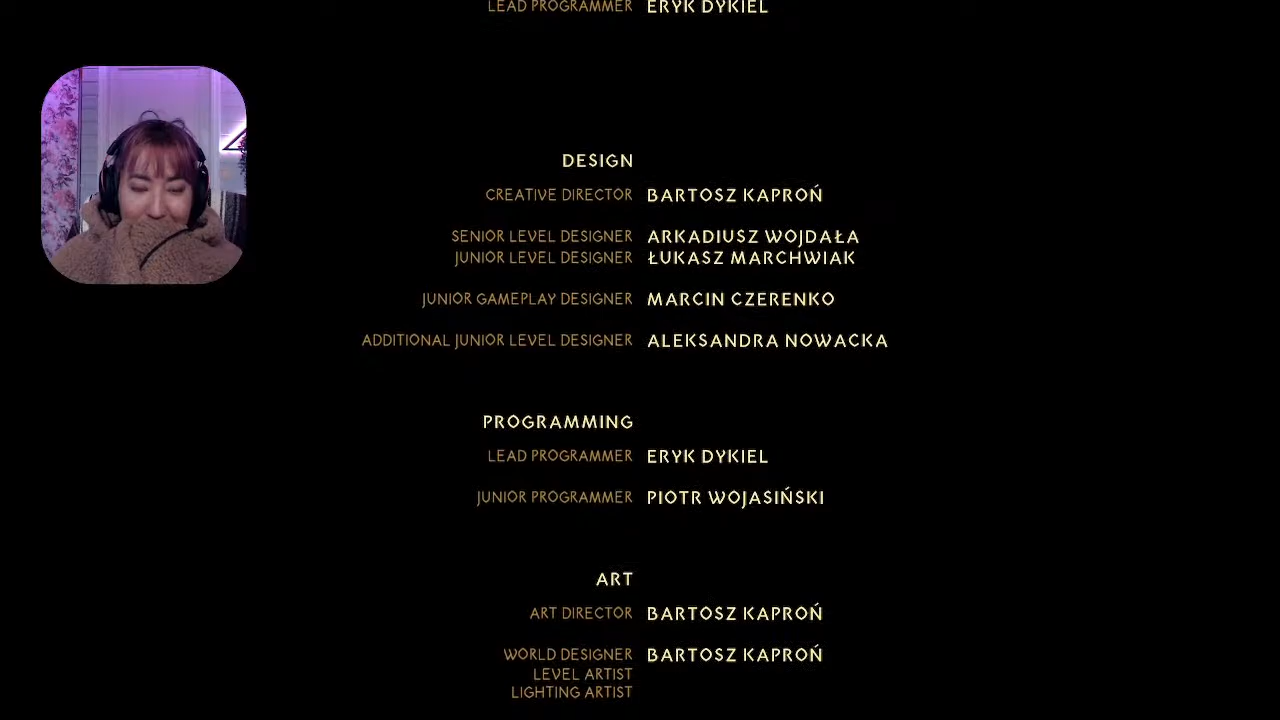 LEAD PROGRAMMER ERYK DYKIEL
DESIGN
CREATIVE DIRECTOR BARTOSZ KAPROŃ
SENIOR LEVEL DESIGNER ARKADIUSZ WOJDAŁA
JUNIOR LEVEL DESIGNER ŁUKASZ MARCHWIAK
JUNIOR GAMEPLAY DESIGNER MARCIN CZERENKO
ADDITIONAL JUNIOR LEVEL DESIGNER ALEKSANDRA NOWACKA
PROGRAMMING
LEAD PROGRAMMER ERYK DYKIEL
JUNIOR PROGRAMMER PIOTR WOJASIŃSKI
ART
ART DIRECTOR BARTOSZ KAPROŃ
WORLD DESIGNER BARTOSZ KAPROŃ
LEVEL ARTIST
LIGHTING ARTIST